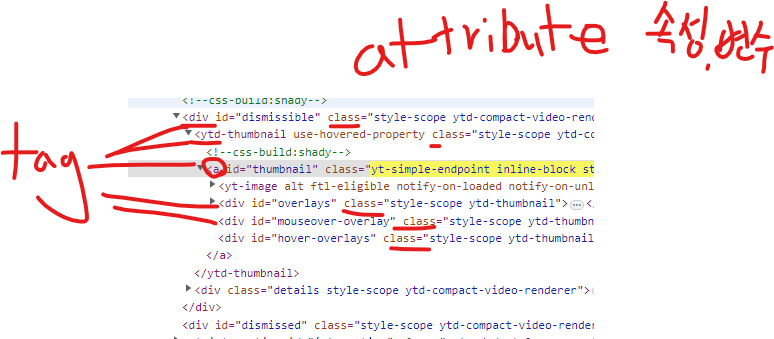 attribute 속성, 변수
tag
<!--css-build:shady-->
<div id="dismissible" class="style-scope ytd-compact-video-rende
<ytd-thumbnail use-hovered-property class="style-scope ytd-co
<!--css-build:shady-->
<a id="thumbnail" class="yt-simple-endpoint inline-block st
<yt-image alt ftl-eligible notify-on-loaded notify-on-unl
<div id="overlays" class="style-scope ytd-thumbnail">…</
<div id="mouseover-overlay" class="style-scope ytd-thumbn
<div id="hover-overlays" class="style-scope ytd-thumbnail
</a>
</ytd-thumbnail>
<div class="details style-scope ytd-compact-video-renderer">
</div>
<div id="dismissed" class="style-scope ytd-compact-video-renderer